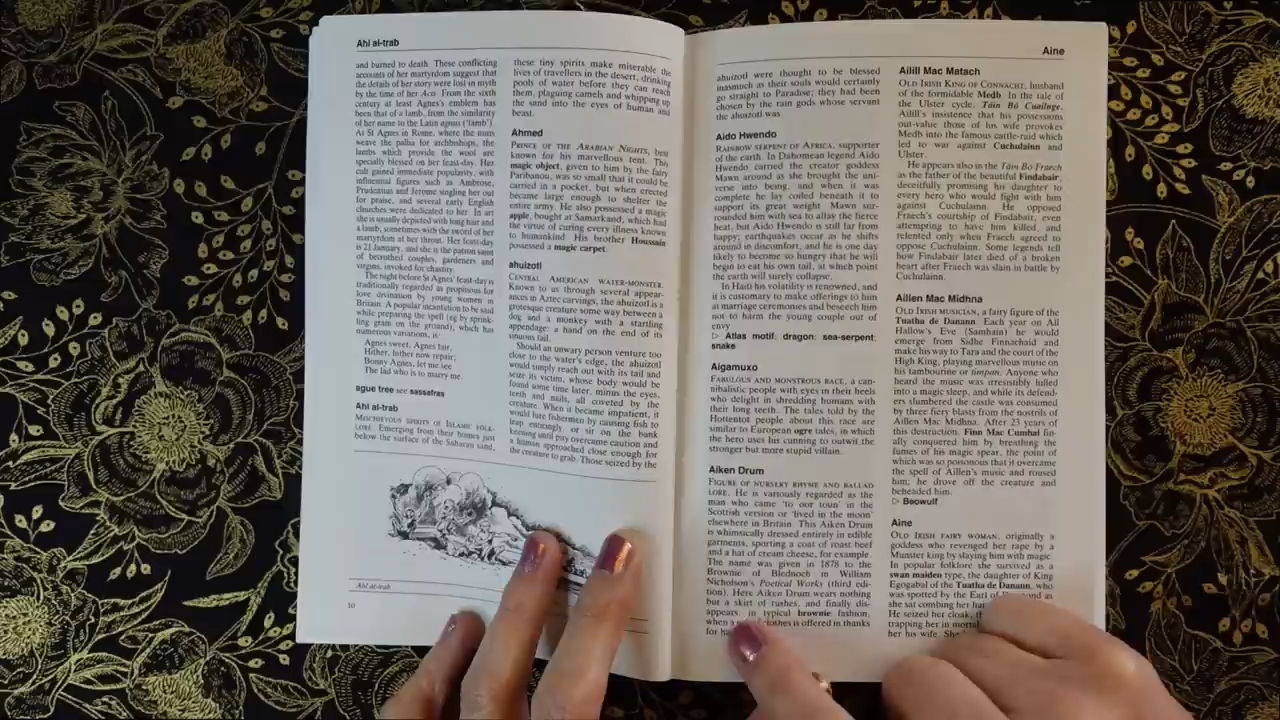 Ahl al-trab
and burned to death. These conflicting
accounts of her martyrdom suggest that
the details of her story were lost in myth
by the time of her Acta. From the sixth
century at least Agnes's emblem has
been that of a lamb, from the similarity
of her name to the Latin agnus ('lamb').
At St Agnes in Rome, where the nuns
weave the pallia for archbishops, the
lambs which provide the wool are
specially blessed on her feast-day. Her
cult gained immediate popularity, with
influential figures such as Ambrose,
Prudentius and Jerome singling her out
for praise, and several early English
churches were dedicated to her. In art
she is usually depicted with long hair and
a lamb, sometimes with the sword of her
martyrdom at her throat. Her feast-day
is 21 January, and she is the patron saint
of betrothed couples, gardeners and
virgins, invoked for chastity.
The night before St Agnes' feast-day is
traditionally regarded as propitious for
love divination by young women in
Britain. A popular incantation to be said
while preparing the spell (eg by sprink-
ling grain on the ground), which has
numerous variations, is:
Agnes sweet, Agnes fair,
Hither, hither now repair;
Bonny Agnes, let me see
The lad who is to marry me.
ague tree see sassafras
Ahl al-trab
MISCHIEVOUS SPIRITS OF ISLAMIC FOLK-
LORE. Emerging from their homes just
below the surface of the Saharan sand,
these tiny spirits make miserable the
lives of travellers in the desert, drinking
pools of water before they can reach
them, plaguing camels and whipping up
the sand into the eyes of human and
beast.
Ahmed
PRINCE OF THE ARABIAN NIGHTS, best
known for his marvellous tent. This
magic object, given to him by the fairy
Paribanou, was so small that it could be
carried in a pocket, but when erected
became large enough to shelter the
entire army. He also possessed a magic
apple, bought at Samarkand, which had
the virtue of curing every illness known
to humankind. His brother Houssain
possessed a magic carpet.
ahuizotl
CENTRAL AMERICAN WATER-MONSTER.
Known to us through several appear-
ances in Aztec carvings, the ahuizotl is a
grotesque creature some way between a
dog and a monkey with a startling
appendage: a hand on the end of its
sinuous tail.
Should an unwary person venture too
close to the water's edge, the ahuizotl
would simply reach out with its tail and
seize its victim, whose body would be
found some time later, minus the eyes,
teeth and nails, all coveted by the
creature. When it became impatient, it
would lure fishermen by causing fish to
leap enticingly, or sit on the bank
keening until pity overcame caution and
a human approached close enough for
the creature to grab. Those seized by the
Ahl al-trab
10
Aine
ahuizotl were thought to be blessed
inasmuch as their souls would certainly
go straight to Paradise; they had been
chosen by the rain gods whose servant
the ahuizotl was.
Aido Hwendo
RAINBOW SERPENT OF AFRICA, supporter
of the earth. In Dahomean legend Aido
Hwendo carried the creator goddess
Mawn around as she brought the uni-
verse into being, and when it was
complete he lay coiled beneath it to
support its great weight. Mawn sur-
rounded him with sea to allay the fierce
heat, but Aido Hwendo is still far from
happy; earthquakes occur as he shifts
around in discomfort, and he is one day
likely to become so hungry that he will
begin to eat his own tail, at which point
the earth will surely collapse.
In Haiti his volatility is renowned, and
it is customary to make offerings to him
at marriage ceremonies and beseech him
not to harm the young couple out of
envy
▷ Atlas motif; dragon; sea-serpent;
snake
Aigamuxo
FABULOUS AND MONSTROUS RACE, a can-
nibalistic people with eyes in their heels
who delight in shredding humans with
their long teeth. The tales told by the
Hottentot people about this race are
similar to European ogre tales, in which
the hero uses his cunning to outwit the
stronger but more stupid villain.
Aiken Drum
FIGURE OF NURSERY RHYME AND BALLAD
LORE. He is variously regarded as the
man who came 'to oor toun' in the
Scottish version or 'lived in the moon'
elsewhere in Britain. This Aiken Drum
is whimsically dressed entirely in edible
garments, sporting a coat of roast beef
and a hat of cream cheese, for example.
The name was given in 1878 to the
Brownie of Blednoch in William
Nicholson's Poetical Works (third edi-
tion). Here Aiken Drum wears nothing
but a skirt of rushes, and finally dis-
appears, in typical brownie fashion,
when a clothes is offered in thanks
for
Ailill Mac Matach
OLD IRISH KING OF CONNACHT, husband
of the formidable Medb. In the tale of
the Ulster cycle, Táin Bó Cuailnge,
Ailill's insistence that his possessions
out-value those of his wife provokes
Medb into the famous cattle-raid which
led to war against Cuchulainn and
Ulster.
He appears also in the Táin Bó Fraech
as the father of the beautiful Findabair,
deceitfully promising his daughter to
every hero who would fight with him
against Cuchulainn. He opposed
Fraech's courtship of Findabair, even
attempting to have him killed, and
relented only when Fraech agreed to
oppose Cuchulainn. Some legends tell
how Findabair later died of a broken
heart after Fraech was slain in battle by
Cuchulainn.
Aillen Mac Midhna
OLD IRISH MUSICIAN, a fairy figure of the
Tuatha de Danann. Each year on All
Hallow's Eve (Samhain) he would
emerge from Sidhe Finnachaid and
make his way to Tara and the court of the
High King, playing marvellous music on
his tambourine or timpan. Anyone who
heard the music was irresistibly lulled
into a magic sleep, and while its defend-
ers slumbered the castle was consumed
by three fiery blasts from the nostrils of
Aillen Mac Midhna. After 23 years of
this destruction, Finn Mac Cumhal fin-
ally conquered him by breathing the
fumes of his magic spear, the point of
which was so poisonous that it overcame
the spell of Aillen's music and roused
him; he drove off the creature and
beheaded him.
▷ Beowulf
Aine
OLD IRISH FAIRY WOMAN, originally a
goddess who revenged her rape by a
Munster king by slaying him with magic.
In popular folklore she survived as a
swan maiden type, the daughter of King
Egogabal of the Tuatha de Danann, who
was spotted by the Earl of as
she sat combing her
He seized her cloak,
trapping her in
her his wife.